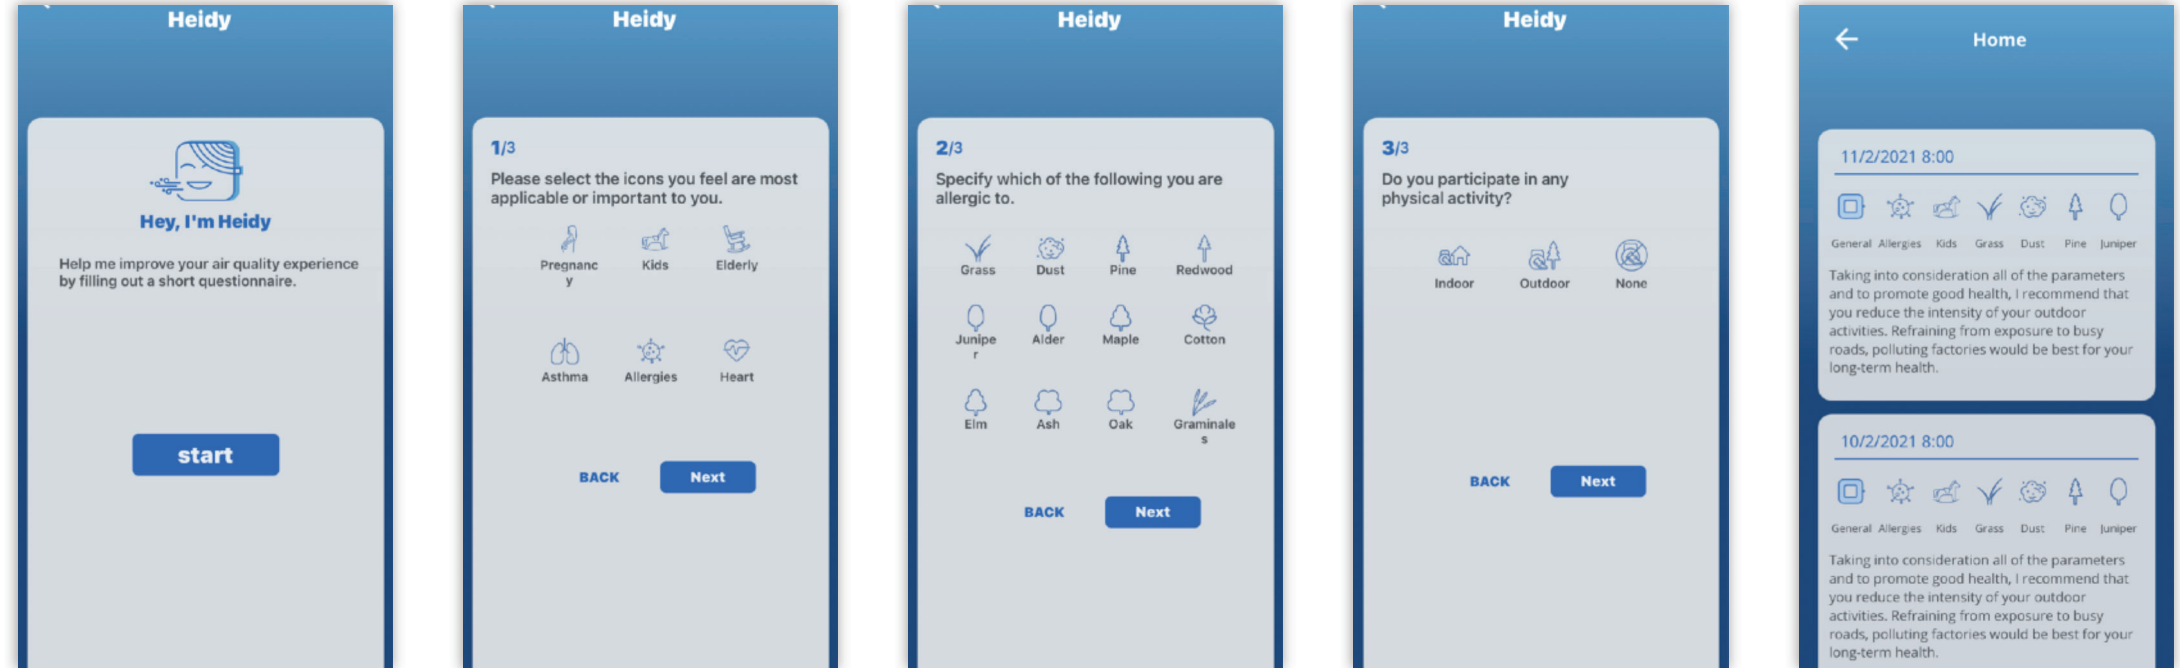 Heidy
Hey, I'm Heidy
Help me improve your air quality experience
by filling out a short questionnaire.
start
Heidy
1/3
Please select the icons you feel are most
applicable or important to you.
Pregnanc
y
Kids
Elderly
Asthma
Allergies
Heart
BACK
Next
Heidy
2/3
Specify which of the following you are
allergic to.
Grass
Dust
Pine
Redwood
Junipe
r
Alder
Maple
Cotton
Elm
Ash
Oak
Graminale
s
BACK
Next
Heidy
3/3
Do you participate in any
physical activity?
Indoor
Outdoor
None
BACK
Next
Home
11/2/2021 8:00
General Allergies Kids Grass Dust Pine Juniper
Taking into consideration all of the parameters
and to promote good health, I recommend that
you reduce the intensity of your outdoor
activities. Refraining from exposure to busy
roads, polluting factories would be best for your
long-term health.
10/2/2021 8:00
General Allergies Kids Grass Dust Pine Juniper
Taking into consideration all of the parameters
and to promote good health, I recommend that
you reduce the intensity of your outdoor
activities. Refraining from exposure to busy
roads, polluting factories would be best for your
long-term health.